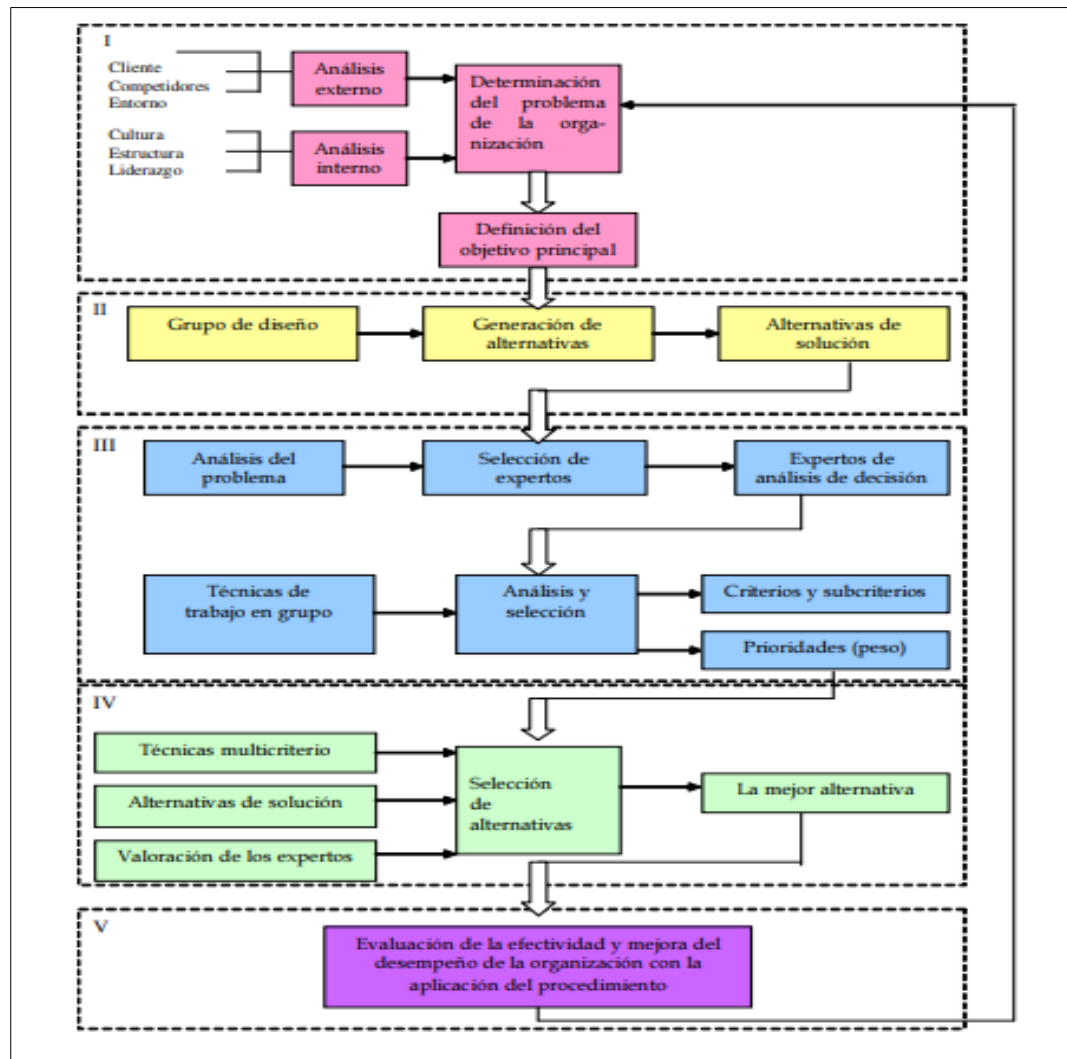 I
Cliente
Competidores
Entorno
Análisis
externo
Cultura
Estructura
Liderazgo
Análisis
interno
Determinación
del problema
de la orga-
nización
Definición del
objetivo principal
II
Grupo de diseño
Generación de
alternativas
Alternativas de
solución
III
Análisis del
problema
Selección de
expertos
Expertos de
análisis de decisión
Técnicas de
trabajo en grupo
Análisis y
selección
Criterios y subcriterios
Prioridades (peso)
IV
Técnicas multicriterio
Alternativas de solución
Valoración de los expertos
Selección
de
alternativas
La mejor alternativa
V
Evaluación de la efectividad y mejora del
desempeño de la organización con la
aplicación del procedimiento